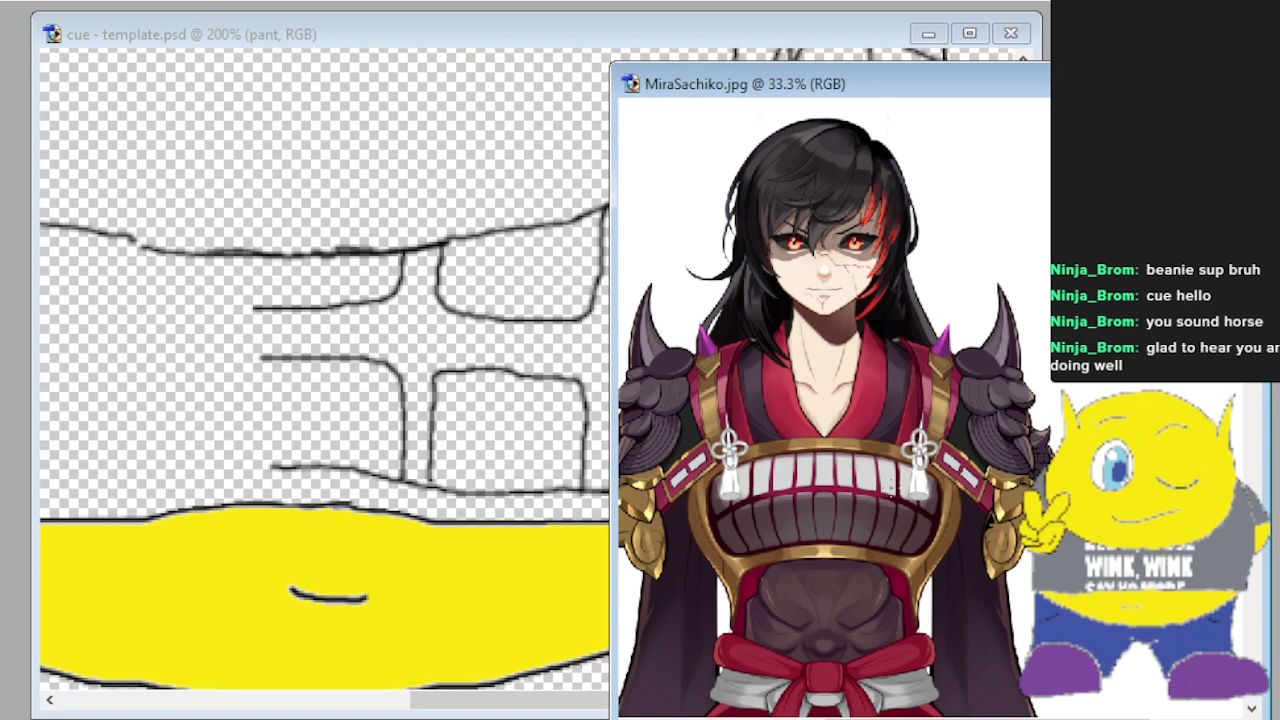 cue - template.psd @ 200% (pant, RGB)
MiraSachiko.jpg @ 33.3% (RGB)
Ninja_Brom: beanie sup bruh
Ninja_Brom: cue hello
Ninja_Brom: you sound horse
Ninja_Brom: glad to hear you ar
doing well
WINK, WINK